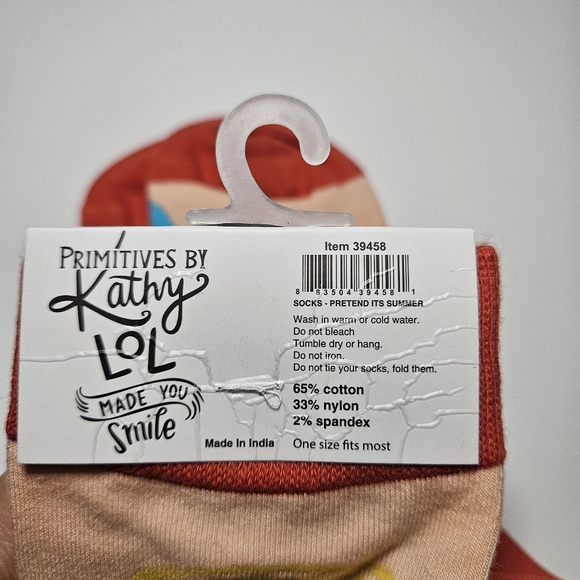 PRIMITIVES BY
Kathy
LOL
MADE YOU
Smile
Item 39458
8 83504 39458 1
SOCKS - PRETEND ITS SUMMER
Wash in warm or cold water.
Do not bleach
Tumble dry or hang.
Do not iron.
Do not tie your socks, fold them.
65% cotton
33% nylon
2% spandex
Made In India
One size fits most